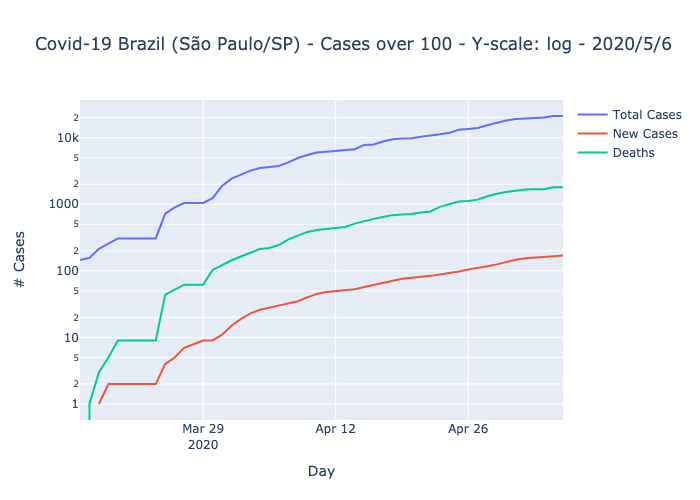 Covid-19 Brazil (São Paulo/SP) - Cases over 100 - Y-scale: log - 2020/5/6
Total Cases
New Cases
Deaths
2
10k
5
2
1000
5
2
100
5
2
10
5
2
1
# Cases
Mar 29
2020
Apr 12
Apr 26
Day